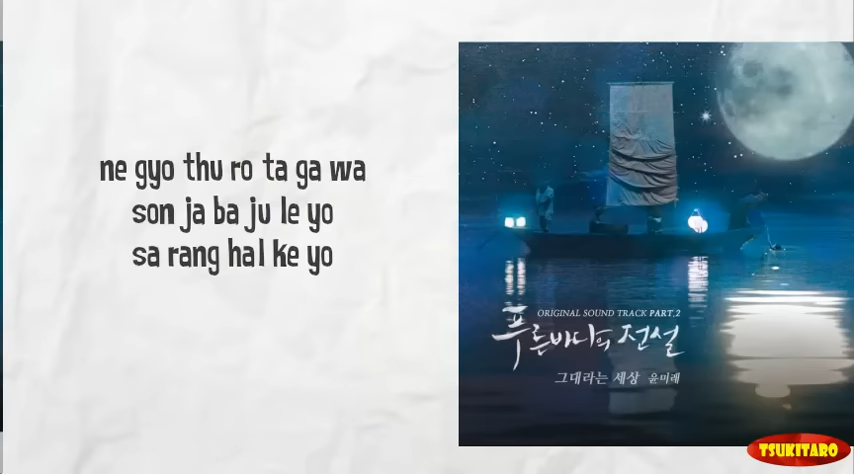 ne gyo thu ro ta ga wa
son ja ba ju le yo
sa rang hal ke yo
ORIGINAL SOUND TRACK PART.2
푸른 바다의 전설
그대라는 세상 윤미래
TSUKITARO